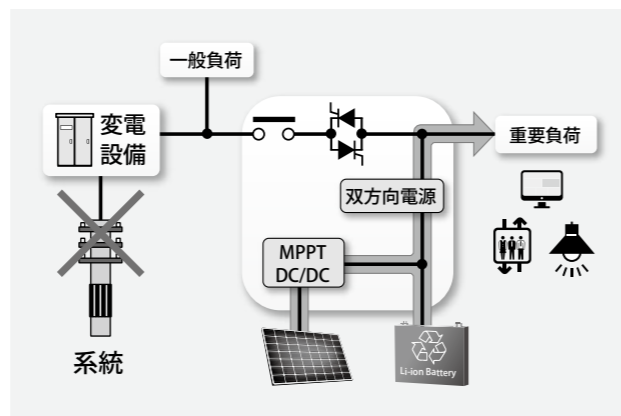 一般負荷
変電
設備
重要負荷
双方向電源
MPPT
DC/DC
系統
Li-ion Battery